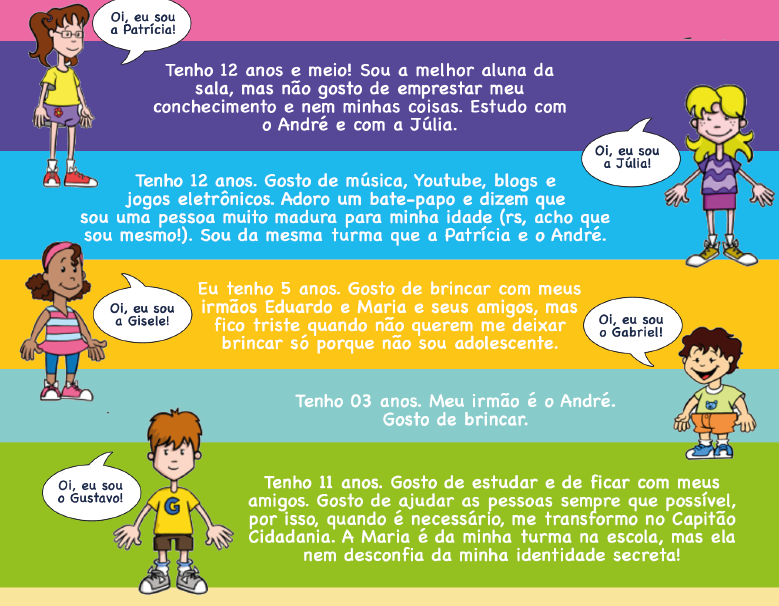 Oi, eu sou
a Patrícia!
Tenho 12 anos e meio! Sou a melhor aluna da
sala, mas não gosto de emprestar meu
conchecimento e nem minhas coisas. Estudo com
o André e com a Júlia.
Oi, eu sou
a Júlia!
Tenho 12 anos. Gosto de música, Youtube, blogs e
jogos eletrônicos. Adoro um bate-papo e dizem que
sou uma pessoa muito madura para minha idade (rs, acho que
sou mesmo!). Sou da mesma turma que a Patrícia e o André.
Oi, eu sou
a Gisele!
Eu tenho 5 anos. Gosto de brincar com meus
irmãos Eduardo e Maria e seus amigos, mas
fico triste quando não querem me deixar
brincar só porque não sou adolescente.
Oi, eu sou
o Gabriel!
Tenho 03 anos. Meu irmão é o André.
Gosto de brincar.
Oi, eu sou
o Gustavo!
G
Tenho 11 anos. Gosto de estudar e de ficar com meus
amigos. Gosto de ajudar as pessoas sempre que possível,
por isso, quando é necessário, me transformo no Capitão
Cidadania. A Maria é da minha turma na escola, mas ela
nem desconfia da minha identidade secreta!